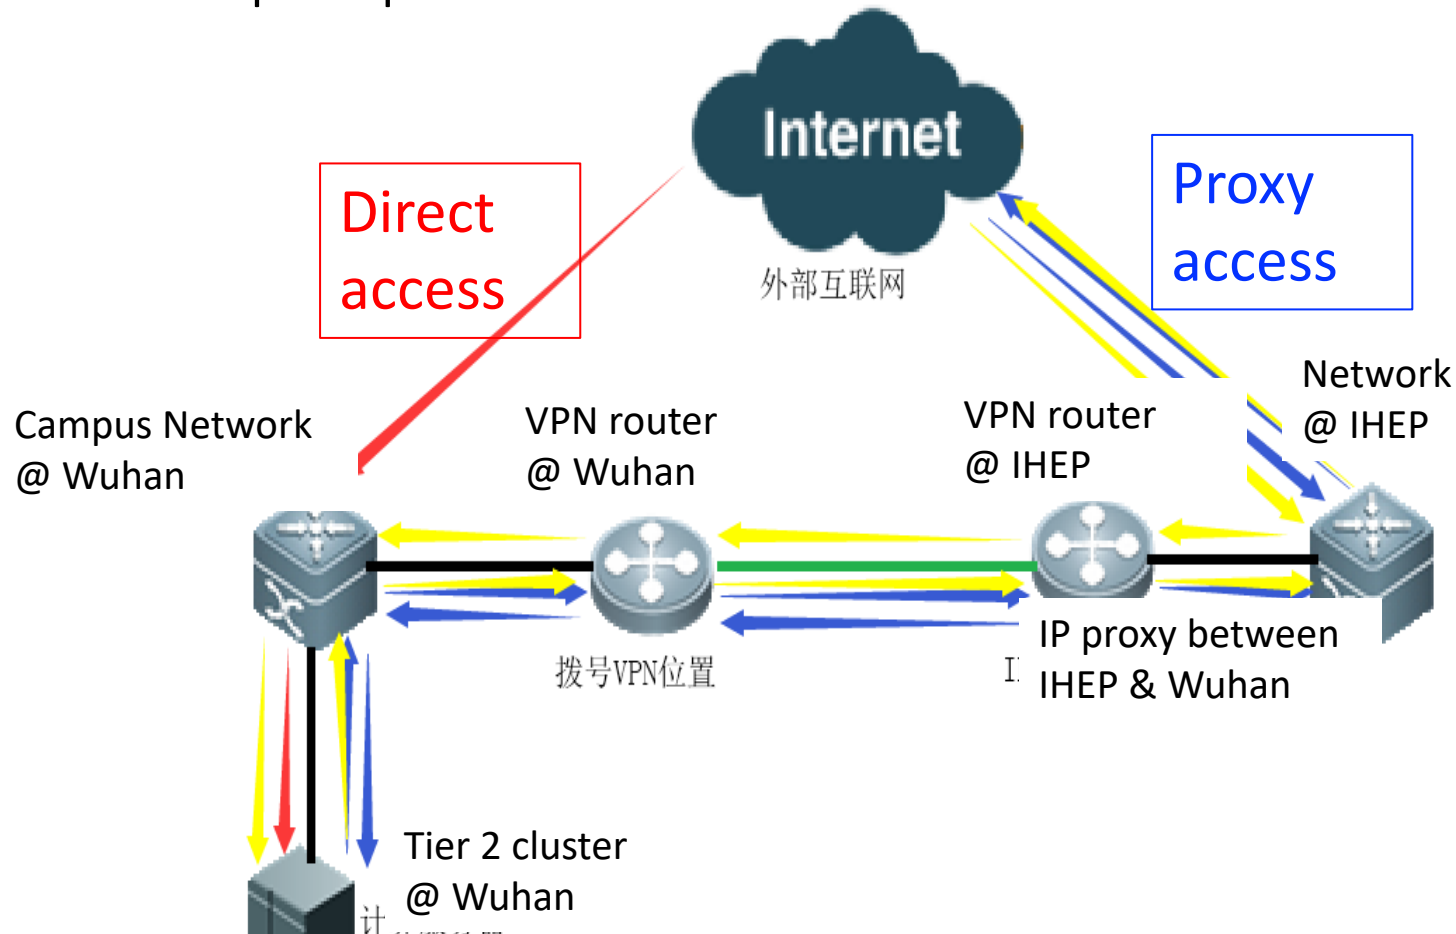 Internet
外部互联网
Direct
access
Proxy
access
Network
@ IHEP
Campus Network
@ Wuhan
VPN router
@ Wuhan
VPN router
@ IHEP
拨号VPN位置
IP proxy between
IHEP & Wuhan
Tier 2 cluster
@ Wuhan
计